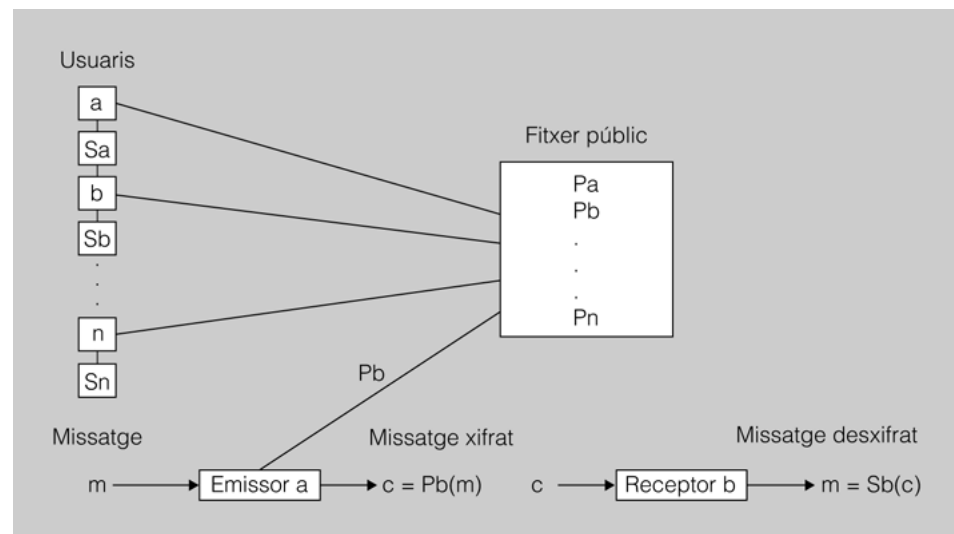 Usuaris
a
Sa
b
Sb
.
.
.
n
Sn
Fitxer públic
Pa
Pb
.
.
.
Pn
Pb
Missatge
Missatge xifrat
Missatge desxifrat
m
Emissor a
c = Pb(m)
c
Receptor b
m = Sb(c)